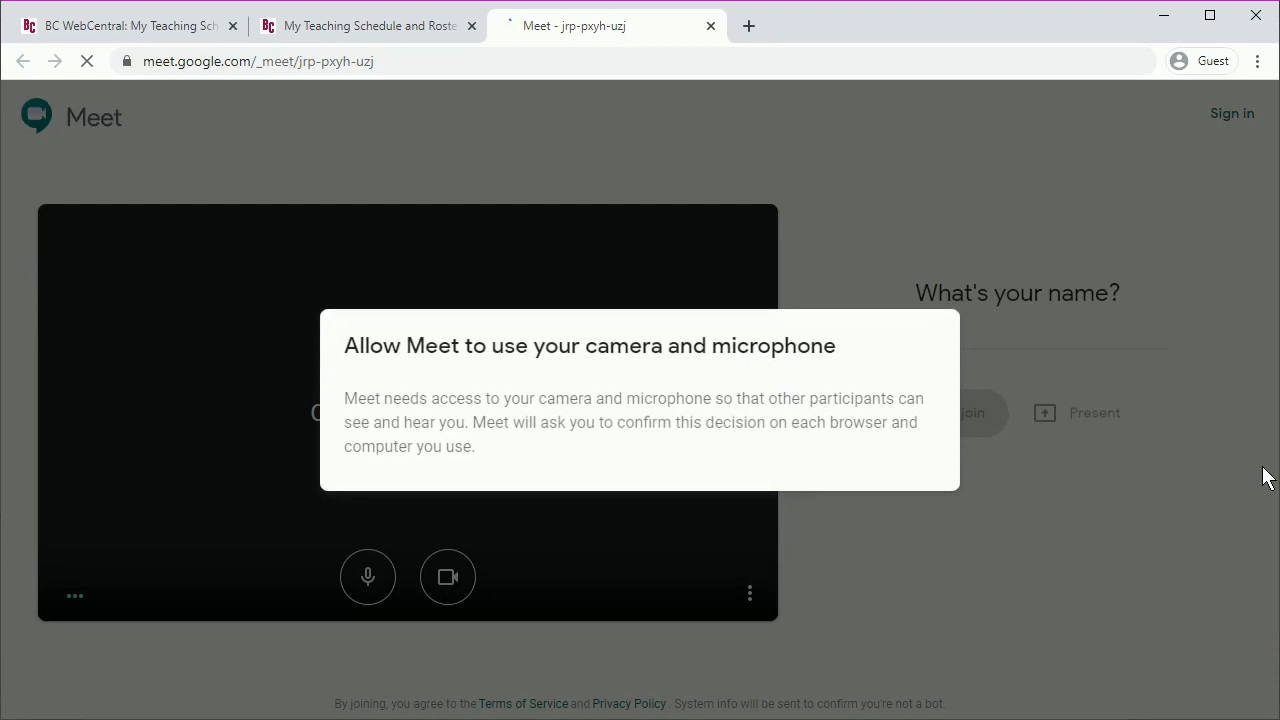 BC WebCentral: My Teaching Sch
My Teaching Schedule and Roste
Meet - jrp-pxyh-uzj
meet.google.com/_meet/jrp-pxyh-uzj
Guest
Meet
Sign in
What's your name?
Allow Meet to use your camera and microphone
Meet needs access to your camera and microphone so that other participants can
see and hear you. Meet will ask you to confirm this decision on each browser and
computer you use.
join
Present
By joining, you agree to the Terms of Service and Privacy Policy. System info will be sent to confirm you're not a bot.